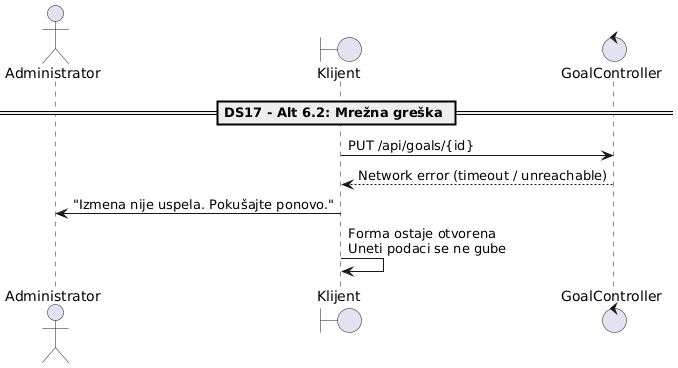 Administrator
Klijent
GoalController
DS17 - Alt 6.2: Mrežna greška
PUT /api/goals/{id}
Network error (timeout / unreachable)
"Izmena nije uspela. Pokušajte ponovo."
Forma ostaje otvorena
Uneti podaci se ne gube
Administrator
Klijent
GoalController